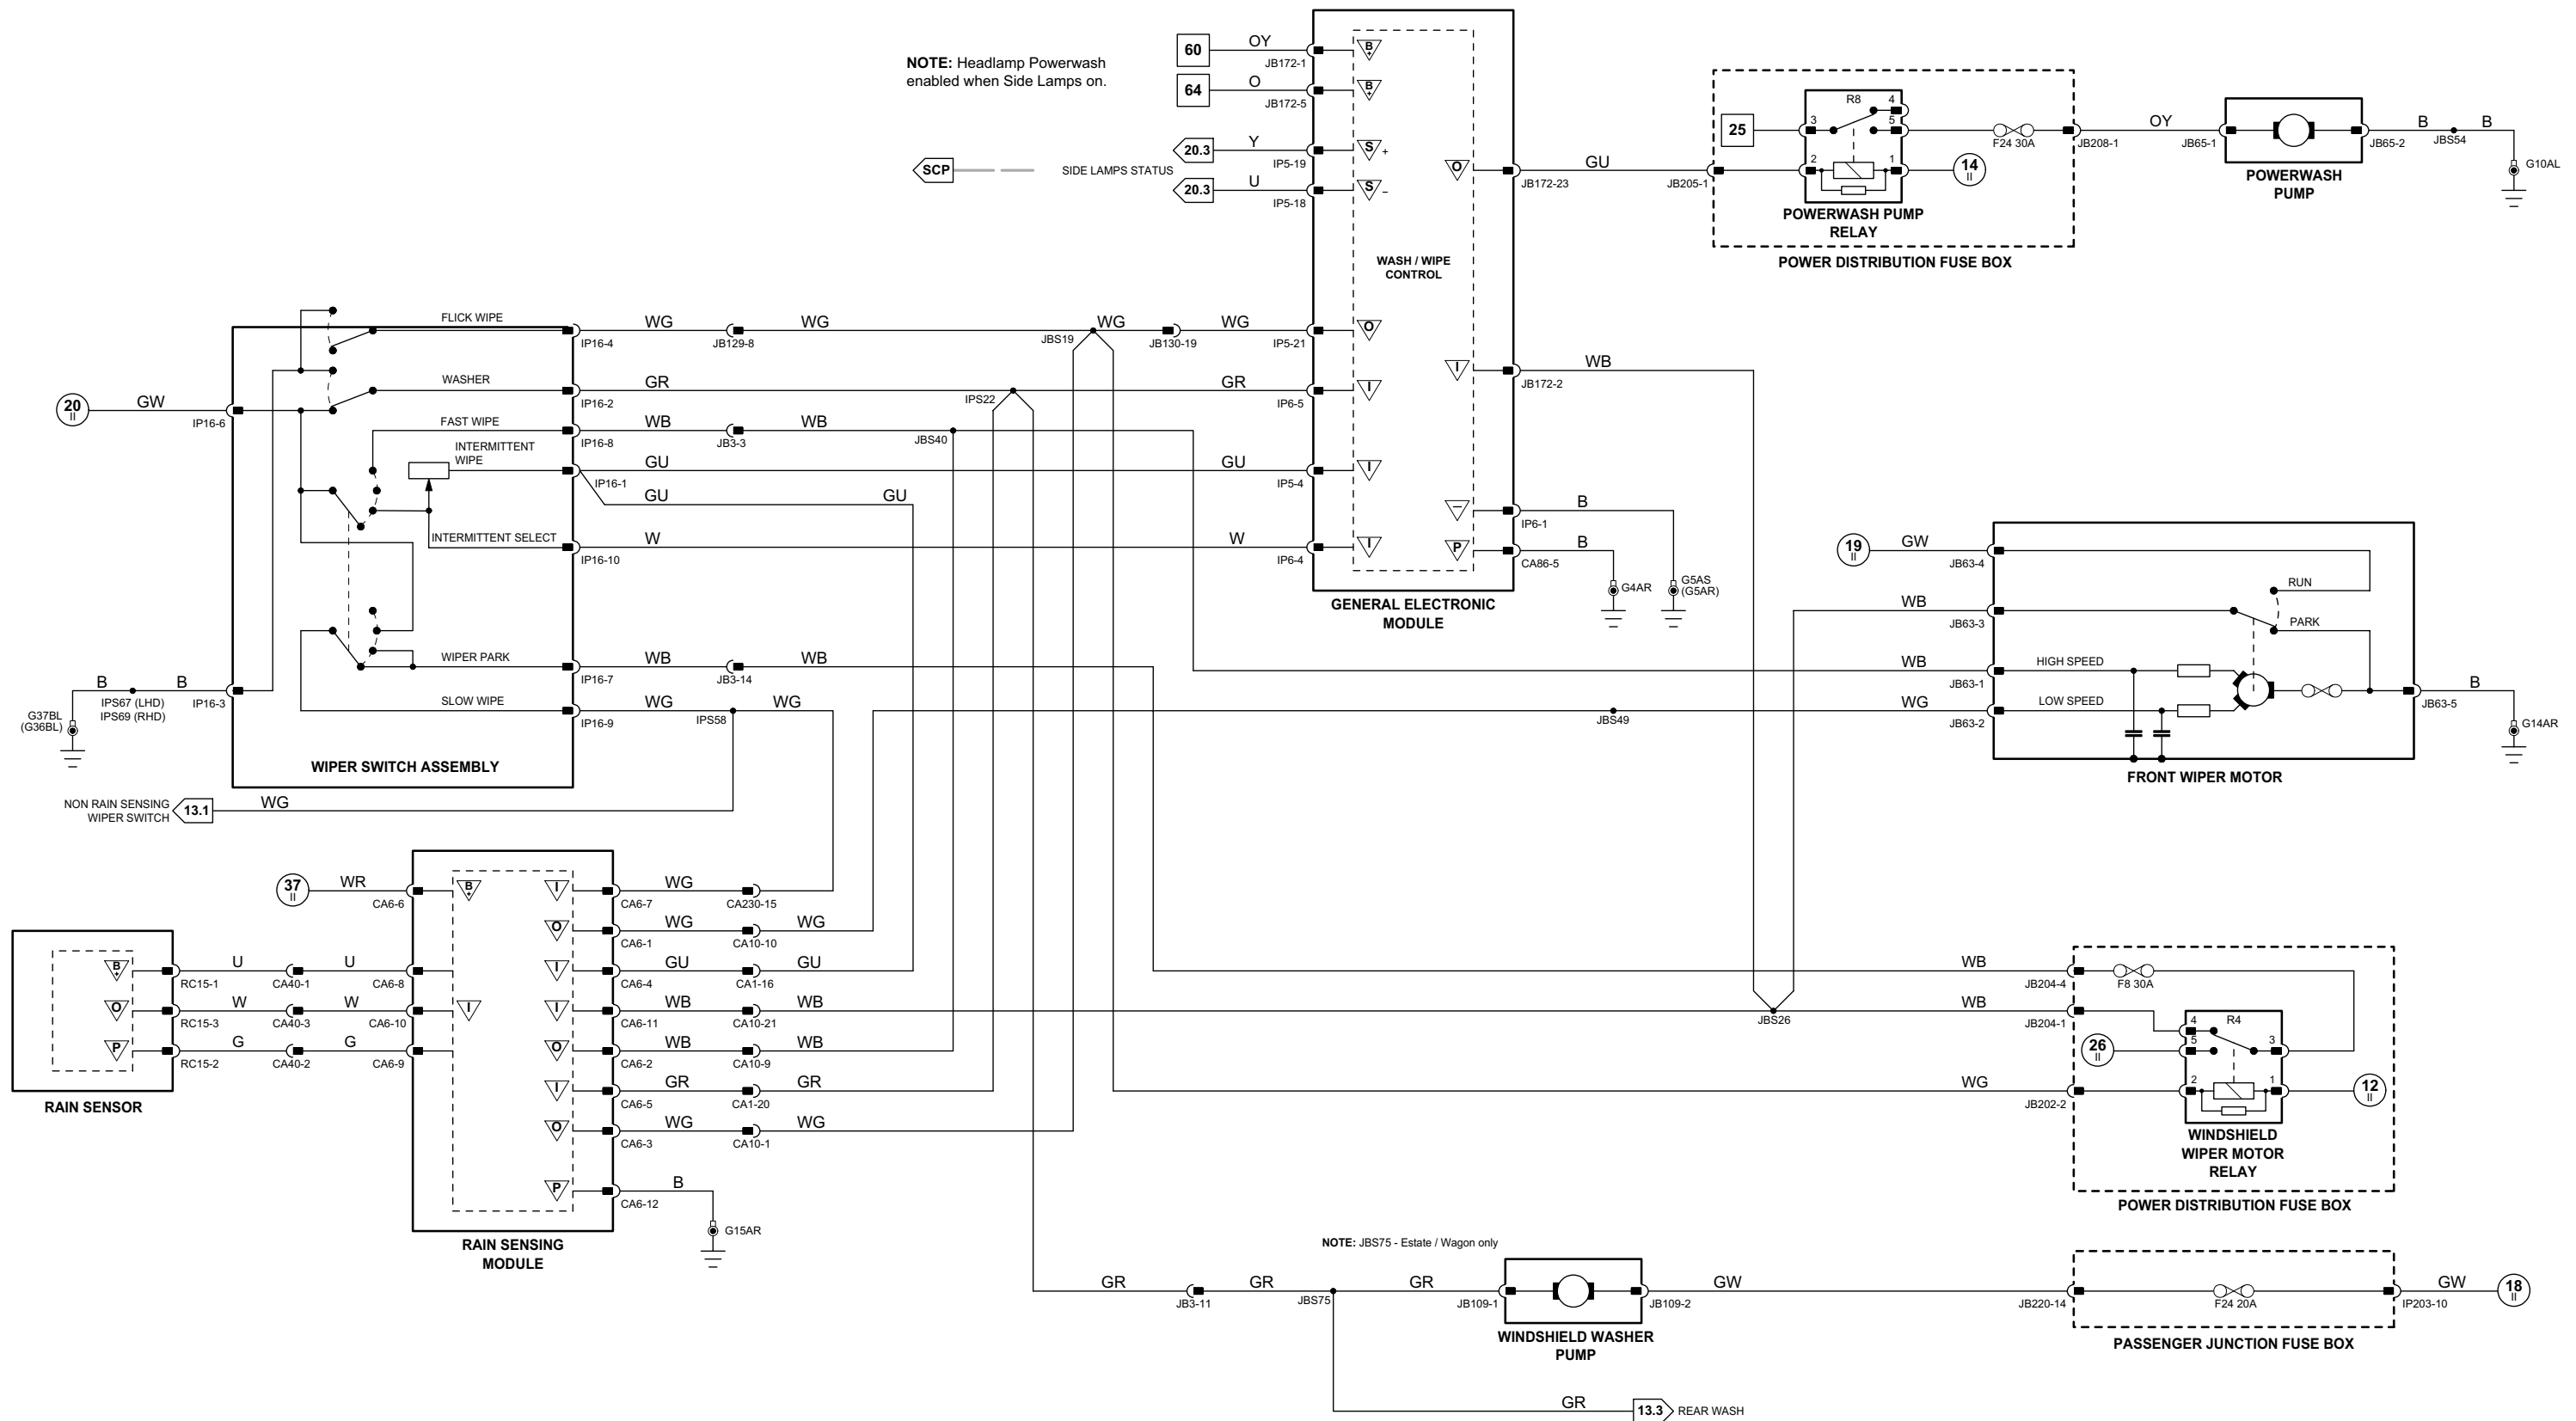 NOTE: Headlamp Powerwash
enabled when Side Lamps on.
60
OY
JB172-1
B+
64
O
JB172-5
B+
20.3
Y
IP5-19
S+
SCP
SIDE LAMPS STATUS
20.3
U
IP5-18
S–
WASH / WIPE
CONTROL
O
JB172-23
GU
JB205-1
25
R8
3
4
5
2
1
14
II
F24 30A
JB208-1
OY
JB65-1
JB65-2
B
JBS54
B
G10AL
POWERWASH PUMP
RELAY
POWER DISTRIBUTION FUSE BOX
POWERWASH
PUMP
FLICK WIPE
IP16-4
WG
JB129-8
WG
JBS19
WG
JB130-19
WG
IP5-21
O
WASHER
IP16-2
GR
IPS22
GR
IP6-5
I
I
JB172-2
WB
20
II
GW
IP16-6
FAST WIPE
IP16-8
WB
JB3-3
WB
JBS40
INTERMITTENT
WIPE
IP16-1
GU
GU
IP5-4
I
GU
GU
INTERMITTENT SELECT
IP16-10
W
W
IP6-4
I
–
IP6-1
B
P
CA86-5
B
G4AR
G5AS
(G5AR)
GENERAL ELECTRONIC
MODULE
WIPER PARK
IP16-7
WB
JB3-14
WB
SLOW WIPE
IP16-9
WG
IPS58
WG
B
IPS67 (LHD)
IPS69 (RHD)
B
IP16-3
G37BL
(G36BL)
WIPER SWITCH ASSEMBLY
19
II
GW
JB63-4
RUN
WB
JB63-3
PARK
WB
JB63-1
HIGH SPEED
JBS49
WG
JB63-2
LOW SPEED
JB63-5
B
G14AR
FRONT WIPER MOTOR
NON RAIN SENSING
WIPER SWITCH
13.1
WG
37
II
WR
CA6-6
B+
I
CA6-7
WG
CA230-15
O
CA6-1
WG
CA10-10
WG
B+
RC15-1
U
CA40-1
U
CA6-8
I
CA6-4
GU
CA1-16
GU
O
RC15-3
W
CA40-3
W
CA6-10
I
I
CA6-11
WB
CA10-21
WB
P
RC15-2
G
CA40-2
G
CA6-9
O
CA6-2
WB
CA10-9
WB
RAIN SENSOR
I
CA6-5
GR
CA1-20
GR
O
CA6-3
WG
CA10-1
WG
P
CA6-12
B
G15AR
RAIN SENSING
MODULE
WB
JB204-4
F8 30A
JBS26
WB
JB204-1
4
R4
26
II
5
3
WG
JB202-2
2
1
12
II
WINDSHIELD
WIPER MOTOR
RELAY
POWER DISTRIBUTION FUSE BOX
NOTE: JBS75 - Estate / Wagon only
GR
JB3-11
GR
JBS75
GR
JB109-1
JB109-2
GW
JB220-14
F24 20A
IP203-10
GW
18
II
WINDSHIELD WASHER
PUMP
PASSENGER JUNCTION FUSE BOX
GR
13.3
REAR WASH